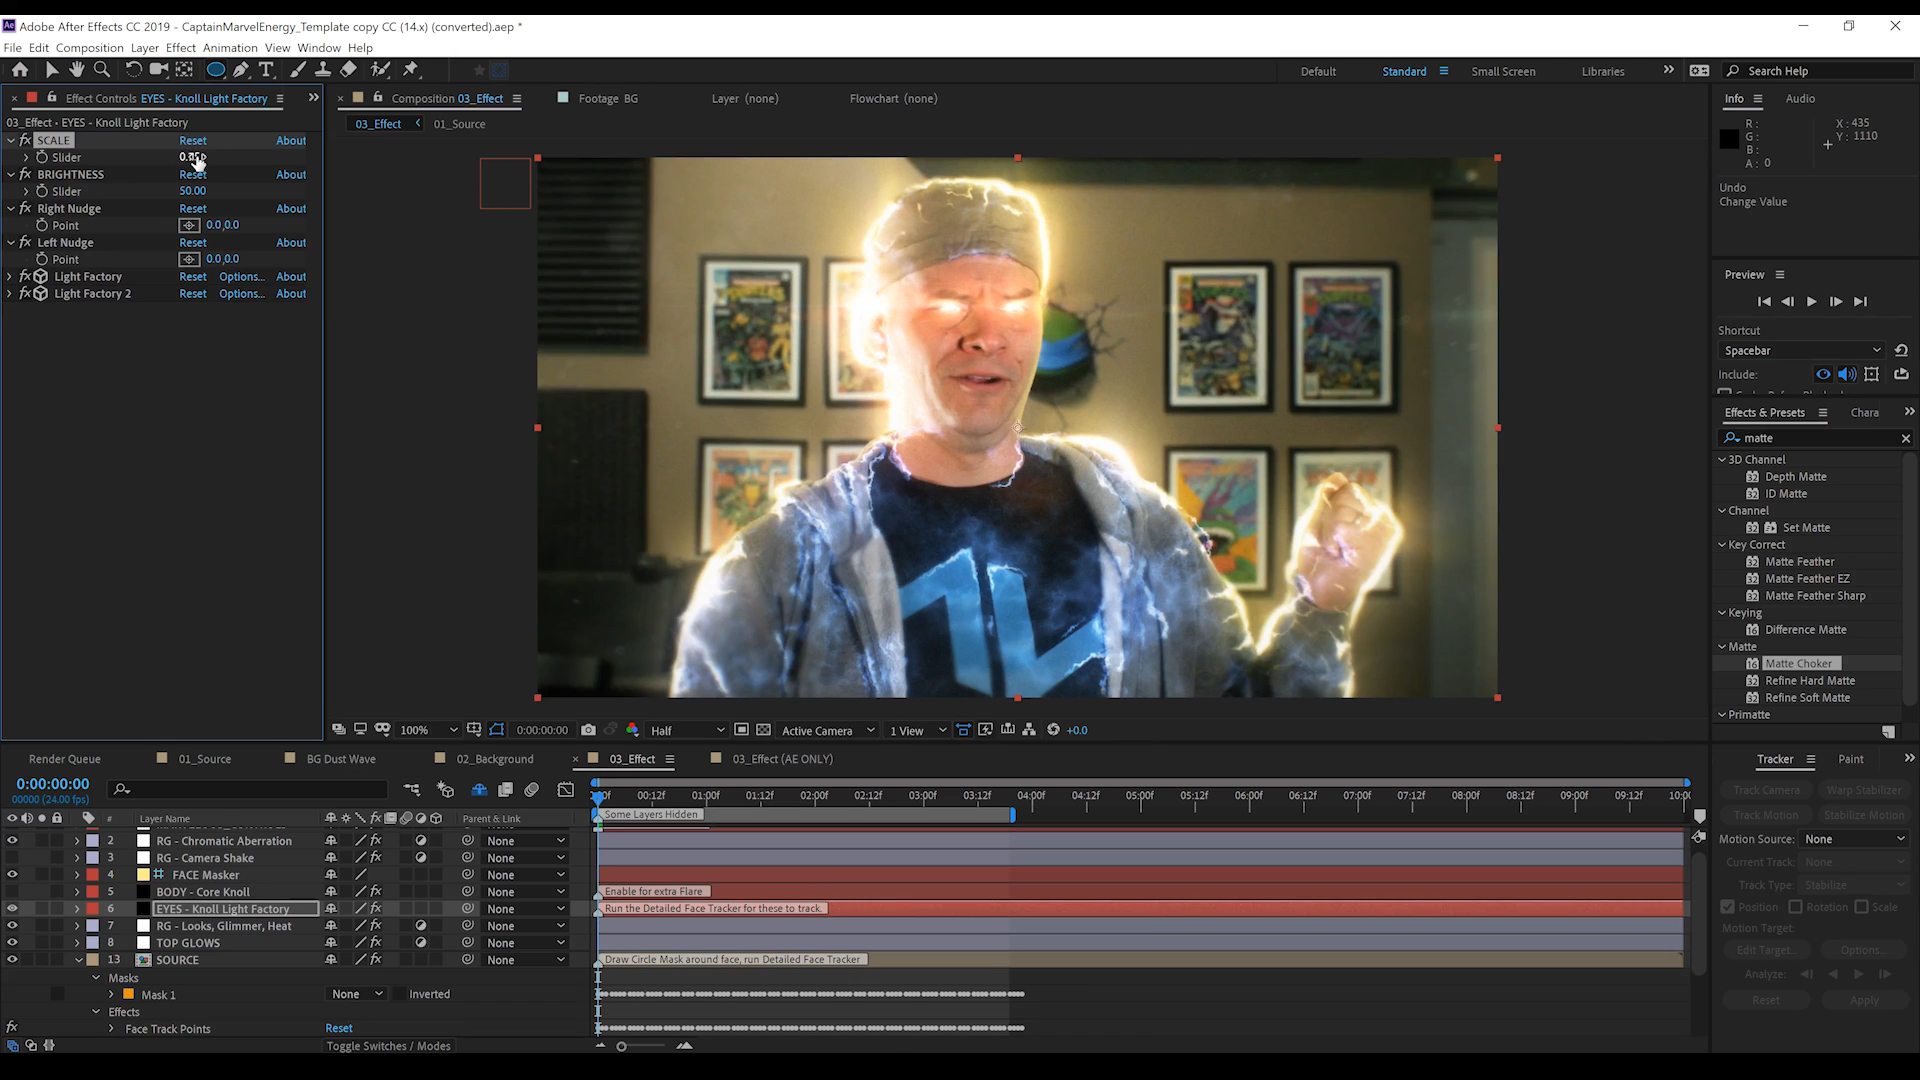 Adobe After Effects CC 2019 - CaptainMarvelEnergy_Template copy CC (14.x) (converted).aep *
File Edit Composition Layer Effect Animation View Window Help
Default Standard Small Screen Libraries Search Help
Effect Controls EYES - Knoll Light Factory
03_Effect • EYES - Knoll Light Factory
SCALE Reset About
Slider
BRIGHTNESS Reset About
Slider 50.00
Right Nudge Reset About
Point 0.0,0.0
Left Nudge Reset About
Point 0.0,0.0
Light Factory Reset Options... About
Light Factory 2 Reset Options... About
Composition 03_Effect Footage BG Layer (none) Flowchart (none)
03_Effect 01_Source
100% 0:00:00:00 Half Active Camera 1 View +0.0
Info Audio
R: X: 435
G: Y: 1110
B:
A: 0
Undo
Change Value
Preview
Shortcut
Spacebar
Include:
Effects & Presets Chara
matte
3D Channel
Depth Matte
ID Matte
Channel
Set Matte
Key Correct
Matte Feather
Matte Feather EZ
Matte Feather Sharp
Keying
Difference Matte
Matte
Matte Choker
Refine Hard Matte
Refine Soft Matte
Primatte
Render Queue 01_Source BG Dust Wave 02_Background 03_Effect 03_Effect (AE ONLY)
0:00:00:00
00000 (24.00 fps)
00:12f 01:00f 01:12f 02:00f 02:12f 03:00f 03:12f 04:00f 04:12f 05:00f 05:12f 06:00f 06:12f 07:00f 07:12f 08:00f 08:12f 09:00f 09:12f
# Layer Name Parent & Link Some Layers Hidden
2 RG - Chromatic Aberration None
3 RG - Camera Shake None
4 FACE Masker None
5 BODY - Core Knoll None Enable for extra Flare
6 EYES - Knoll Light Factory None Run the Detailed Face Tracker for these to track.
7 RG - Looks, Glimmer, Heat None
8 TOP GLOWS None
13 SOURCE None Draw Circle Mask around face, run Detailed Face Tracker
Masks
Mask 1 None Inverted
Effects
Face Track Points Reset
Toggle Switches / Modes
Tracker Paint
Track Camera Warp Stabilizer
Track Motion Stabilize Motion
Motion Source: None
Current Track: None
Track Type: Stabilize
Position Rotation Scale
Motion Target:
Edit Target... Options...
Analyze:
Reset Apply